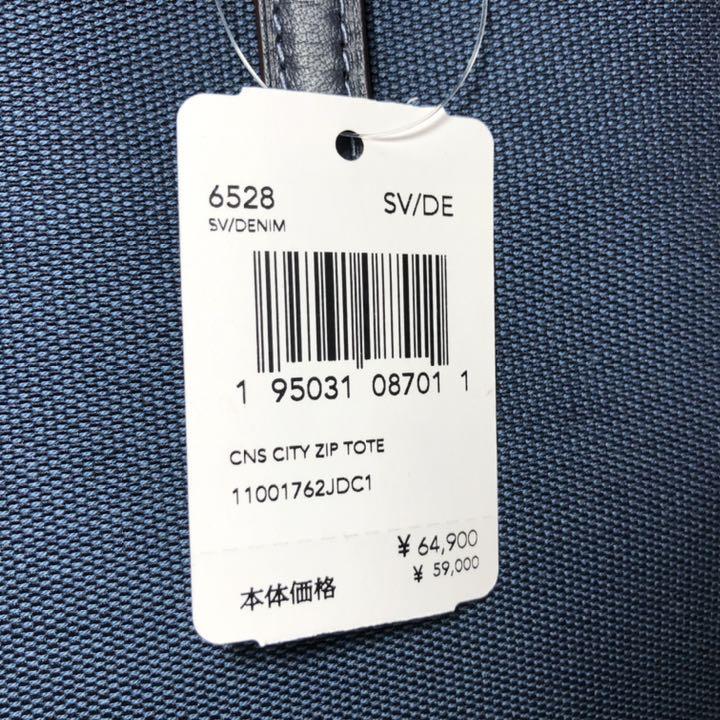 6528 SV/DE
SV/DENIM
1 95031 08701 1
CNS CITY ZIP TOTE
11001762JDC1
¥ 64,900
本体価格 ¥ 59,000